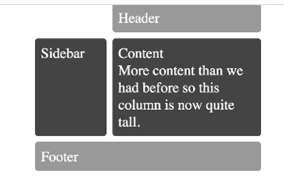 Header
Sidebar
Content
More content than we
had before so this
column is now quite
tall.
Footer